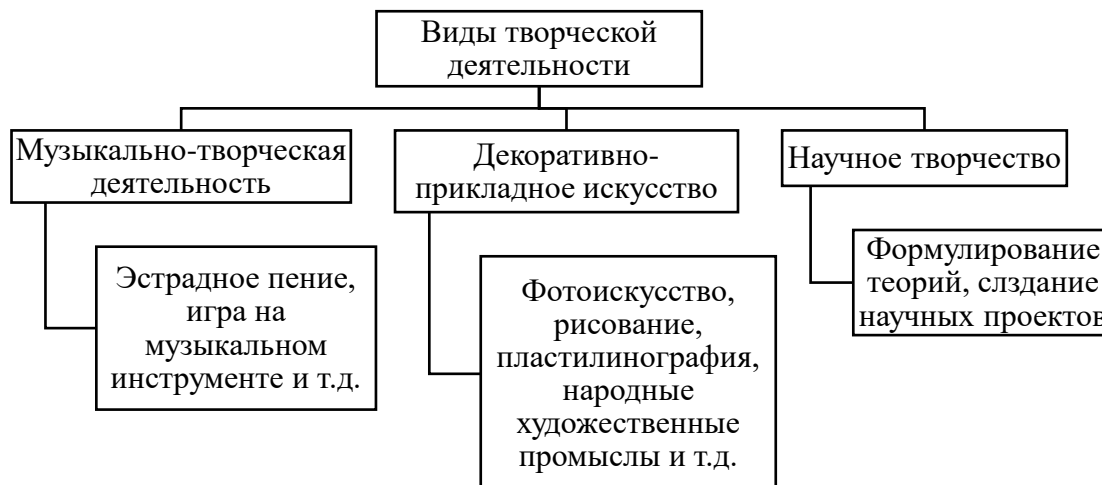 Виды творческой
деятельности
Музыкально-творческая
деятельность
Эстрадное пение,
игра на
музыкальном
инструменте и т.д.
Декоративно-
прикладное искусство
Фотоискусство,
рисование,
пластилинография,
народные
художественные
промыслы и т.д.
Научное творчество
Формулирование
теорий, слздание
научных проектов